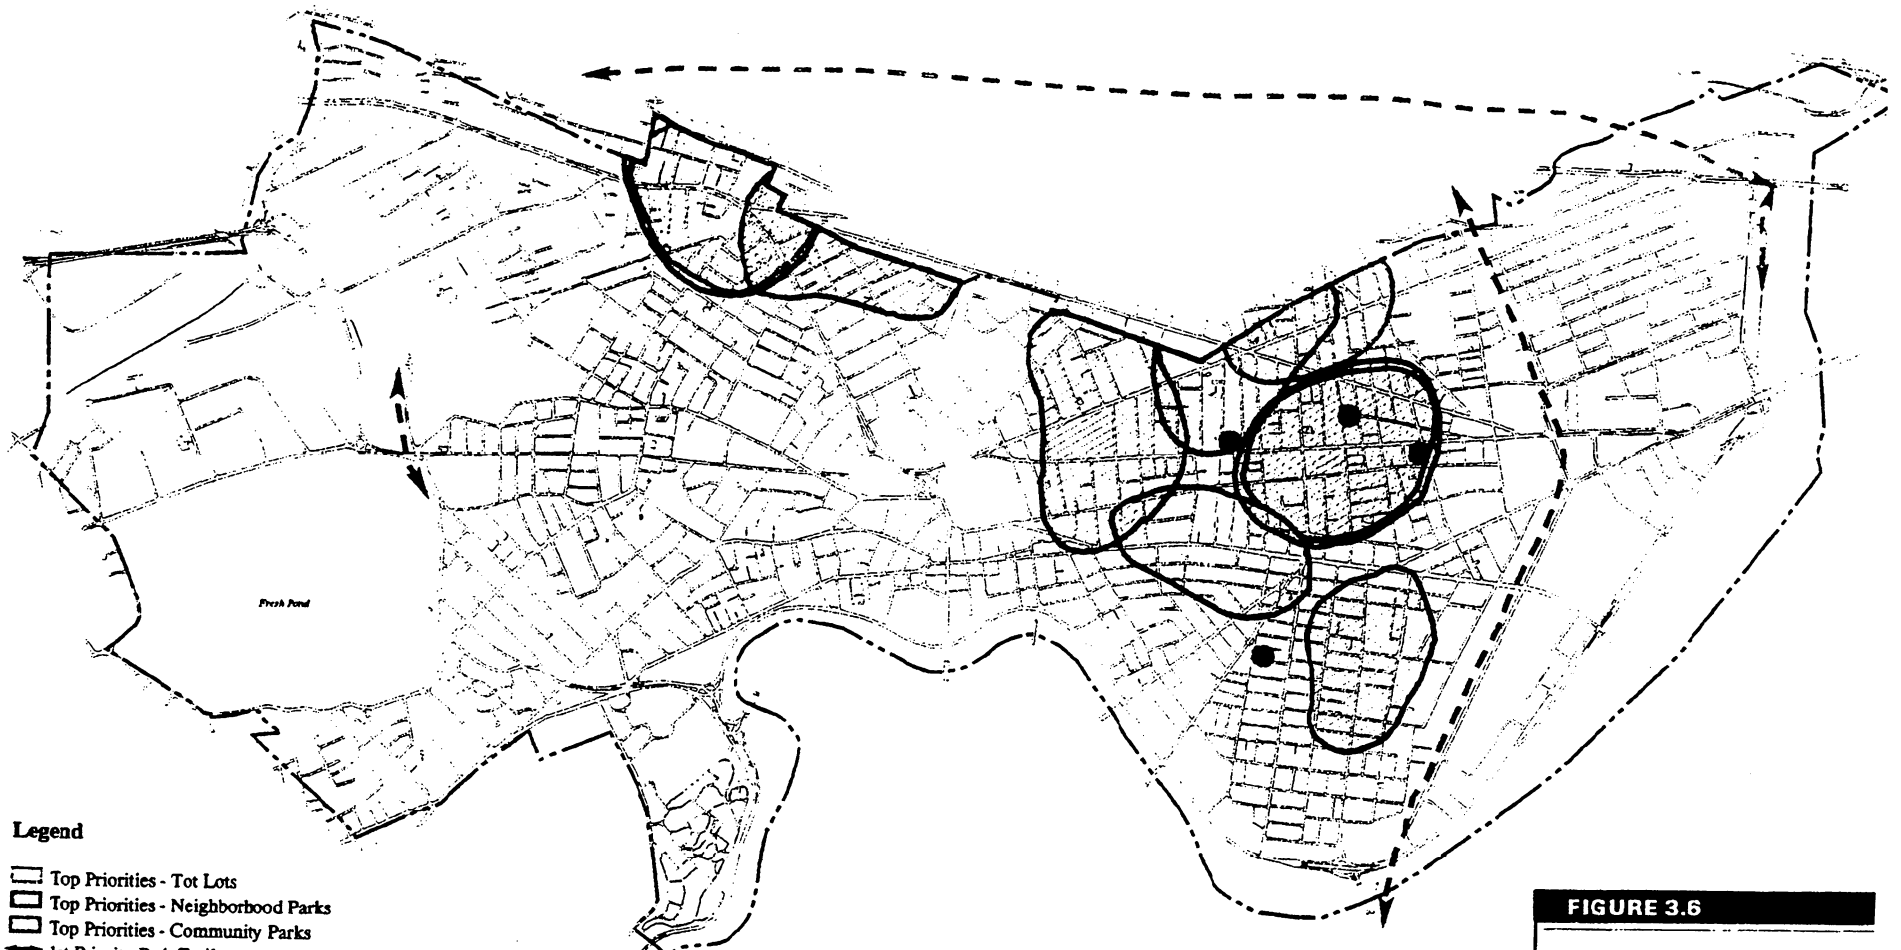 Fresh Pond
Legend
Top Priorities - Tot Lots
Top Priorities - Neighborhood Parks
Top Priorities - Community Parks
FIGURE 3.6